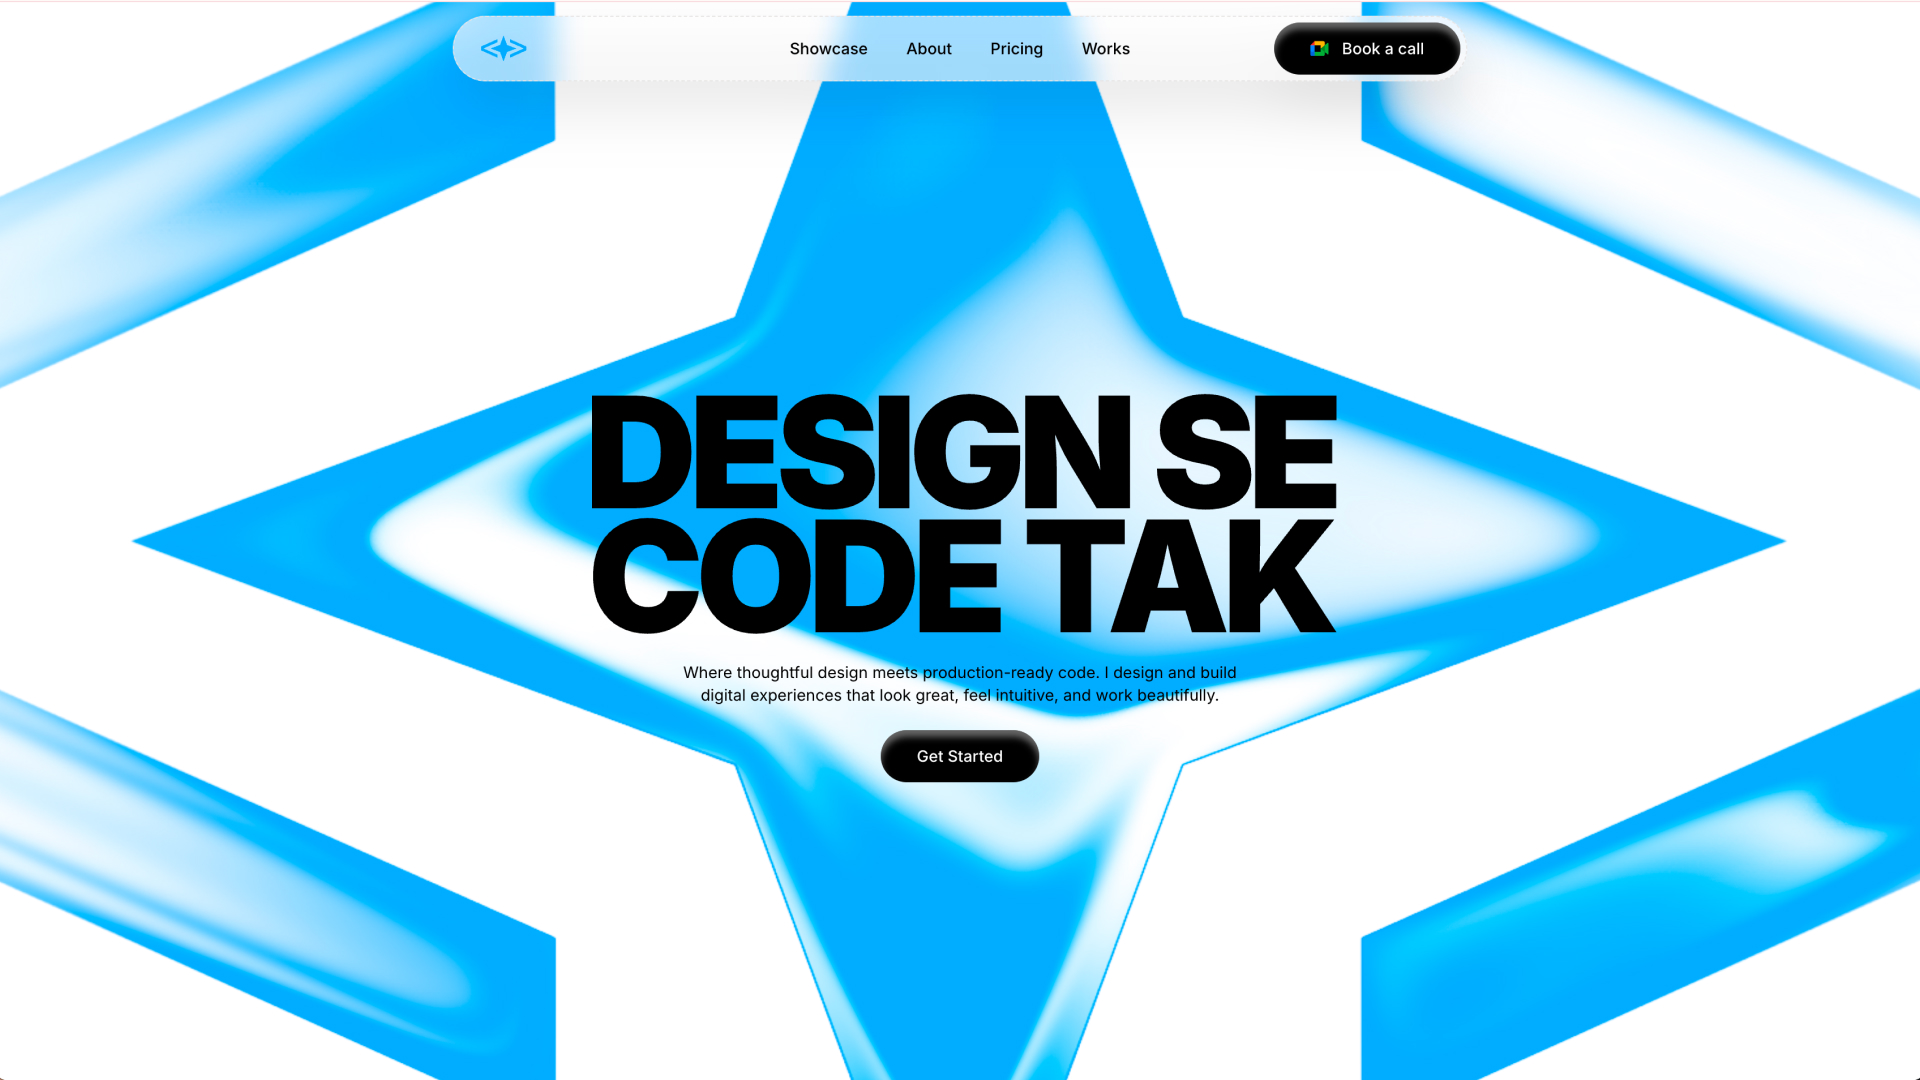 Showcase About Pricing Works Book a call
DESIGN SE
CODE TAK
Where thoughtful design meets production-ready code. I design and build
digital experiences that look great, feel intuitive, and work beautifully.
Get Started